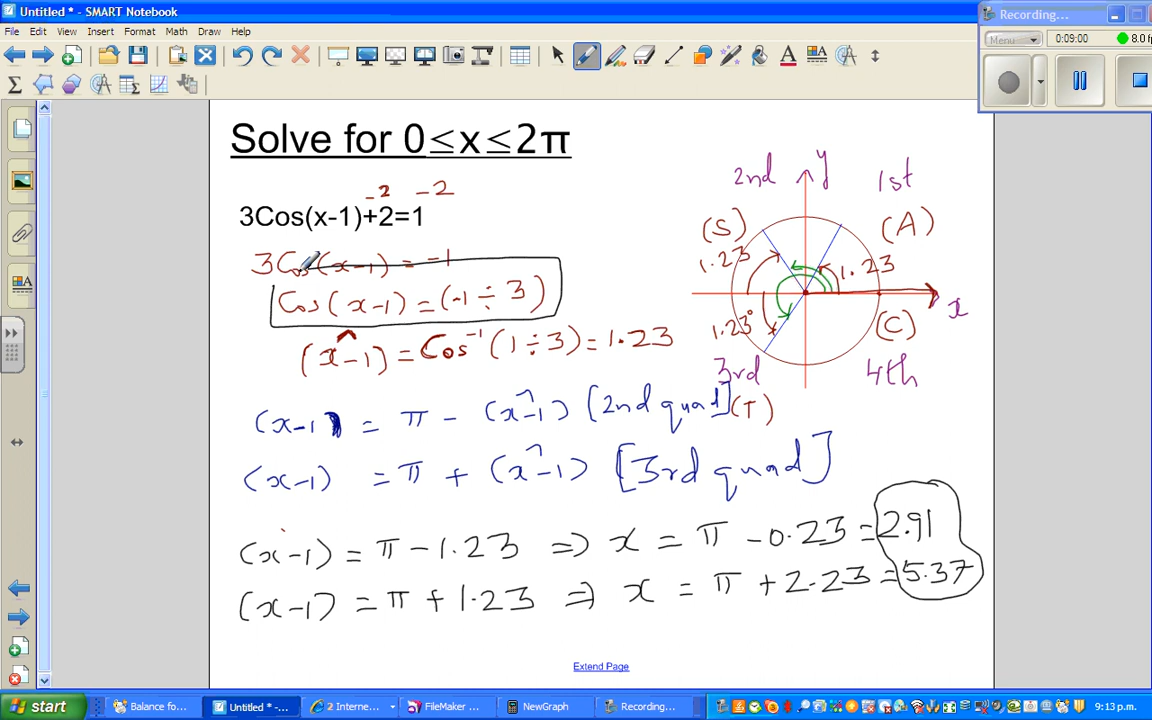 Untitled * - SMART Notebook
Recording...
File Edit View Insert Format Math Draw Help
Menu
0:09:00
8.0 f
Solve for 0≤x≤2π
-2 -2
3Cos(x-1)+2=1
3Cos(x-1) = -1
Cos(x-1) = (-1 ÷ 3)
(x-1) = Cos⁻¹(1÷3) = 1.23
(x-1) = π - (x-1) [2nd quad]
(x-1) = π + (x-1) [3rd quad]
(x-1) = π - 1.23 => x = π - 0.23 = 2.91
(x-1) = π + 1.23 => x = π + 2.23 = 5.37
2nd y 1st
(S) (A)
1.23 1.23
x
1.23° (C)
3rd 4th
(T)
Extend Page
start
Balance fo...
Untitled * -...
2 Interne...
FileMaker ...
NewGraph
Recording...
9:13 p.m.